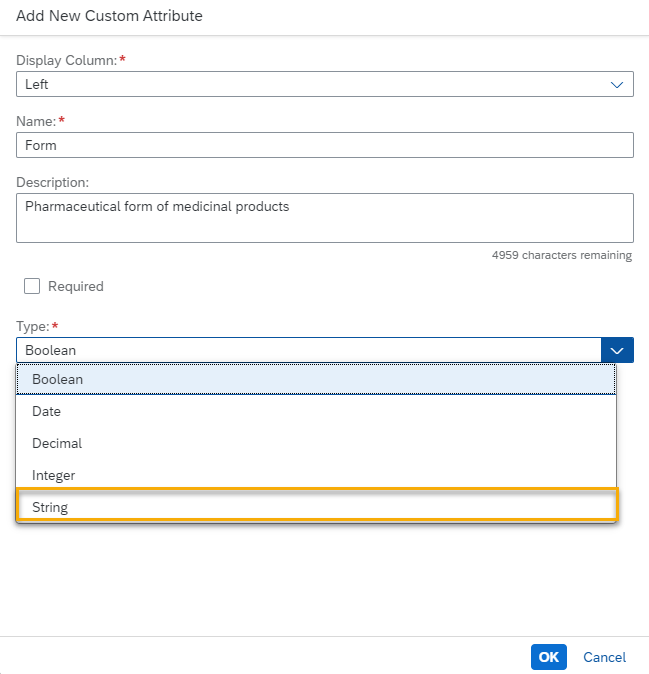 Add New Custom Attribute
Display Column:*
Left
Name:*
Form
Description:
Pharmaceutical form of medicinal products
4959 characters remaining
Required
Type:*
Boolean
Boolean
Date
Decimal
Integer
String
OK Cancel